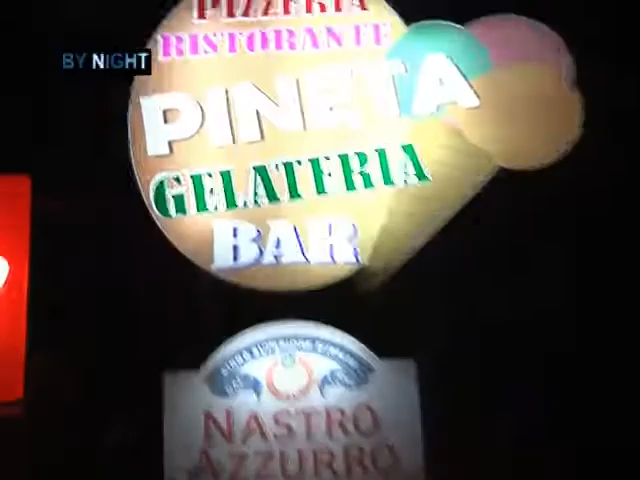 PIZZERIA
RISTORANTE
BY NIGHT
PINETA
GELATERIA
BAR
NASTRO
AZZURRO